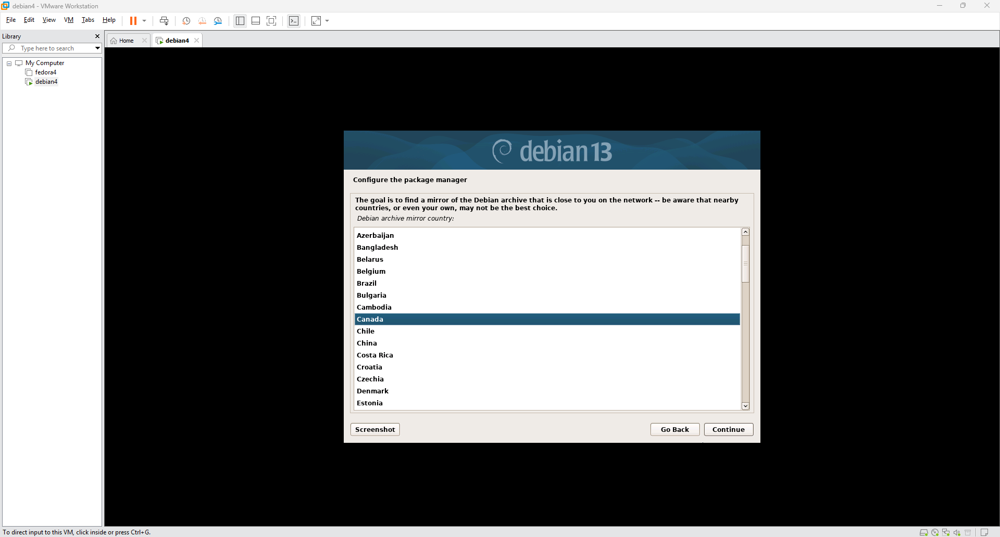 debian4 - VMware Workstation
File Edit View VM Tabs Help
Library
Home
debian4
Type here to search
My Computer
fedora4
debian4
debian 13
Configure the package manager
The goal is to find a mirror of the Debian archive that is close to you on the network -- be aware that nearby
countries, or even your own, may not be the best choice.
Debian archive mirror country:
Azerbaijan
Bangladesh
Belarus
Belgium
Brazil
Bulgaria
Cambodia
Canada
Chile
China
Costa Rica
Croatia
Czechia
Denmark
Estonia
Screenshot
Go Back
Continue
To direct input to this VM, click inside or press Ctrl+G.